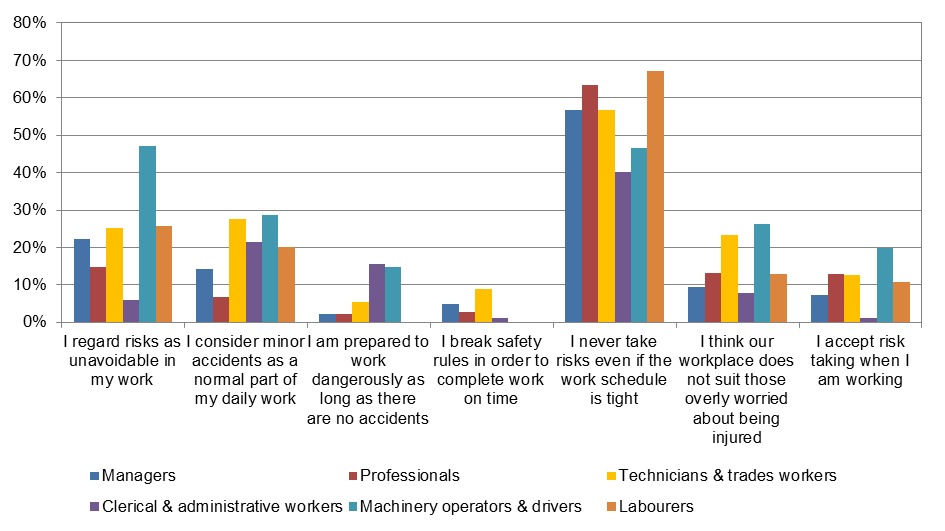 80%
70%
60%
50%
40%
30%
20%
10%
0%
I regard risks as
unavoidable in
my work
I consider minor
accidents as a
normal part of
my daily work
I am prepared to
work
dangerously as
long as there
are no accidents
I break safety
rules in order to
complete work
on time
I never take
risks even if the
work schedule
is tight
I think our
workplace does
not suit those
overly worried
about being
injured
I accept risk
taking when I
am working
Managers
Professionals
Technicians & trades workers
Clerical & administrative workers
Machinery operators & drivers
Labourers